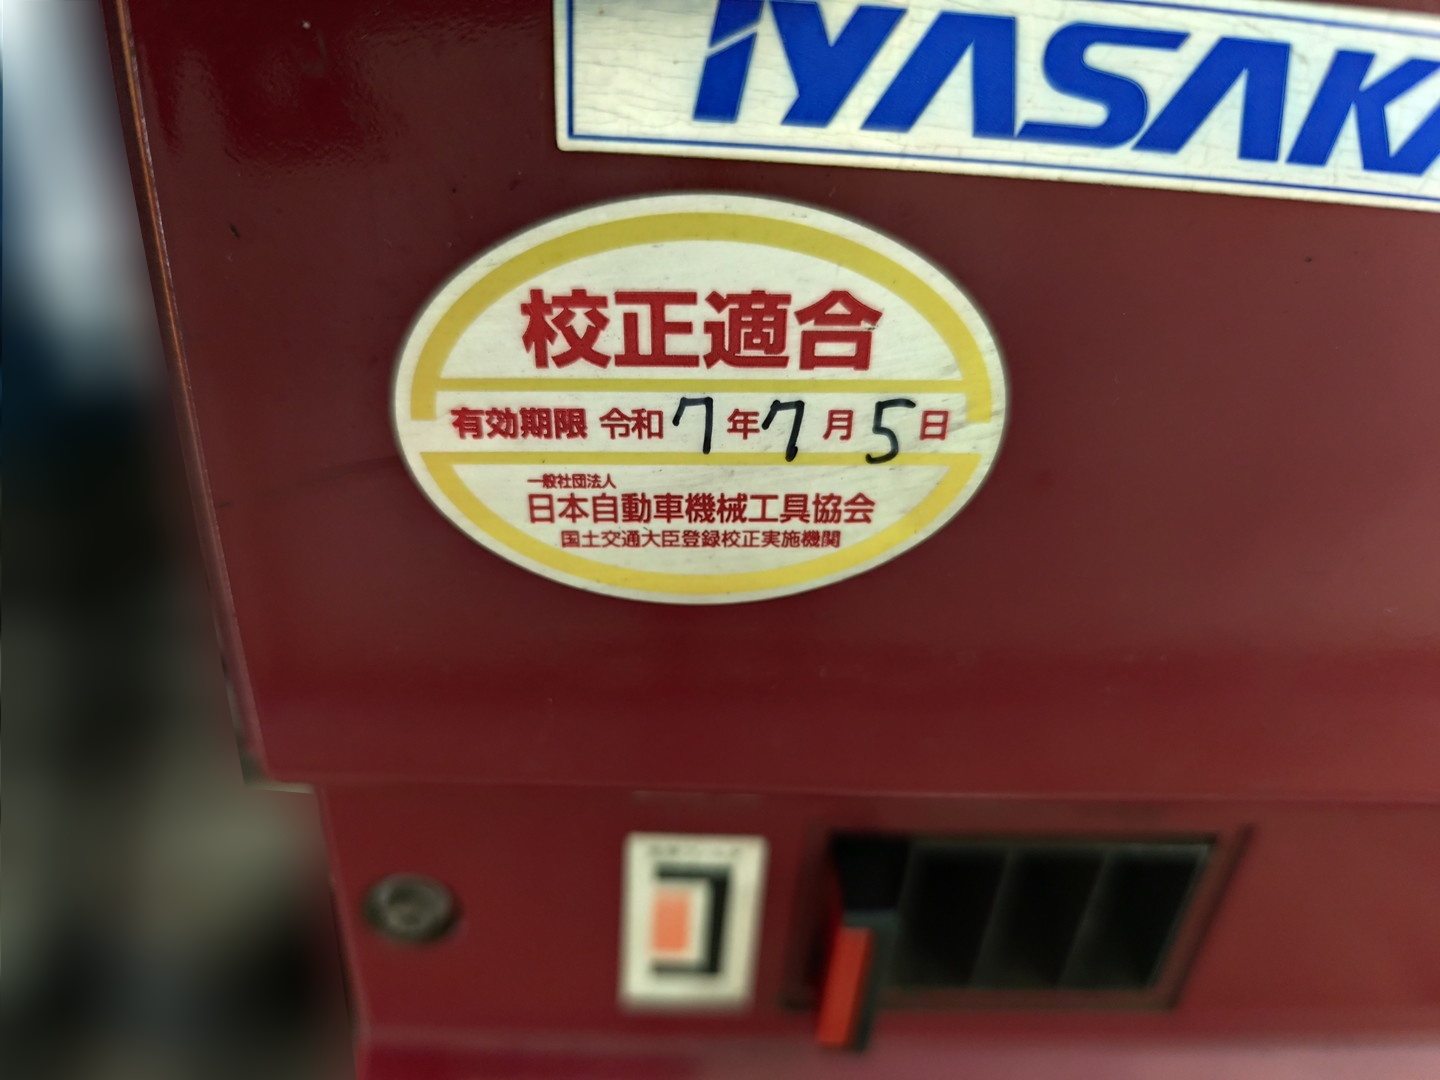 IYASAK
校正適合
有効期限 令和7年7月5日
一般社団法人
日本自動車機械工具協会
国土交通大臣登録校正実施機関